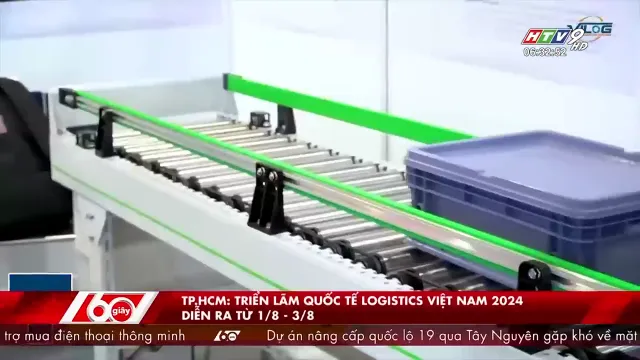 VILOG
HTV9 HD
06:32:52
60 giây
TP.HCM: TRIỂN LÃM QUỐC TẾ LOGISTICS VIỆT NAM 2024
DIỄN RA TỪ 1/8 - 3/8
trợ mua điện thoại thông minh
Dự án nâng cấp quốc lộ 19 qua Tây Nguyên gặp khó về mặt